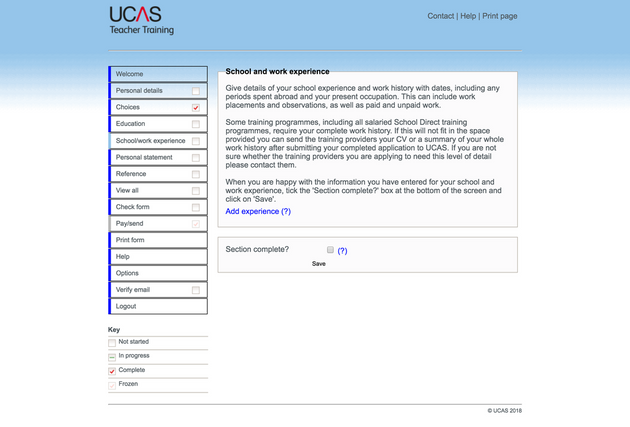 UCAS
Teacher Training
Contact | Help | Print page
Welcome
Personal details
Choices
Education
School/work experience
Personal statement
Reference
View all
Check form
Pay/send
Print form
Help
Options
Verify email
Logout
Key
Not started
In progress
Complete
Frozen
School and work experience
Give details of your school experience and work history with dates, including any
periods spent abroad and your present occupation. This can include work
placements and observations, as well as paid and unpaid work.
Some training programmes, including all salaried School Direct training
programmes, require your complete work history. If this will not fit in the space
provided you can send the training providers your CV or a summary of your whole
work history after submitting your completed application to UCAS. If you are not
sure whether the training providers you are applying to need this level of detail
please contact them.
When you are happy with the information you have entered for your school and
work experience, tick the 'Section complete?' box at the bottom of the screen and
click on 'Save'.
Add experience (?)
Section complete? (?)
Save
© UCAS 2018